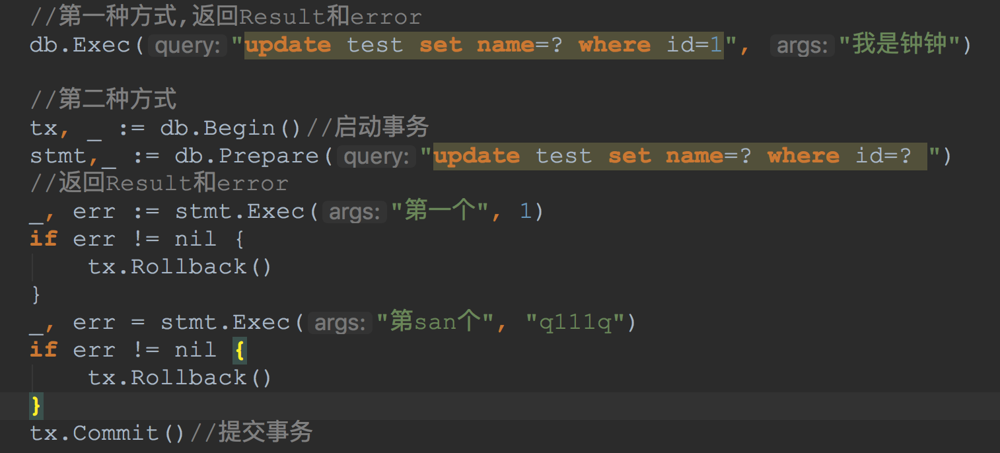 //第一种方式,返回Result和error
db.Exec( query: "update test set name=? where id=1", args: "我是钟钟")
//第二种方式
tx, _ := db.Begin()//启动事务
stmt,_ := db.Prepare( query: "update test set name=? where id=? ")
//返回Result和error
_, err := stmt.Exec( args: "第一个", 1)
if err != nil {
    tx.Rollback()
}
_, err = stmt.Exec( args: "第san个", "q111q")
if err != nil {
    tx.Rollback()
}
tx.Commit()//提交事务